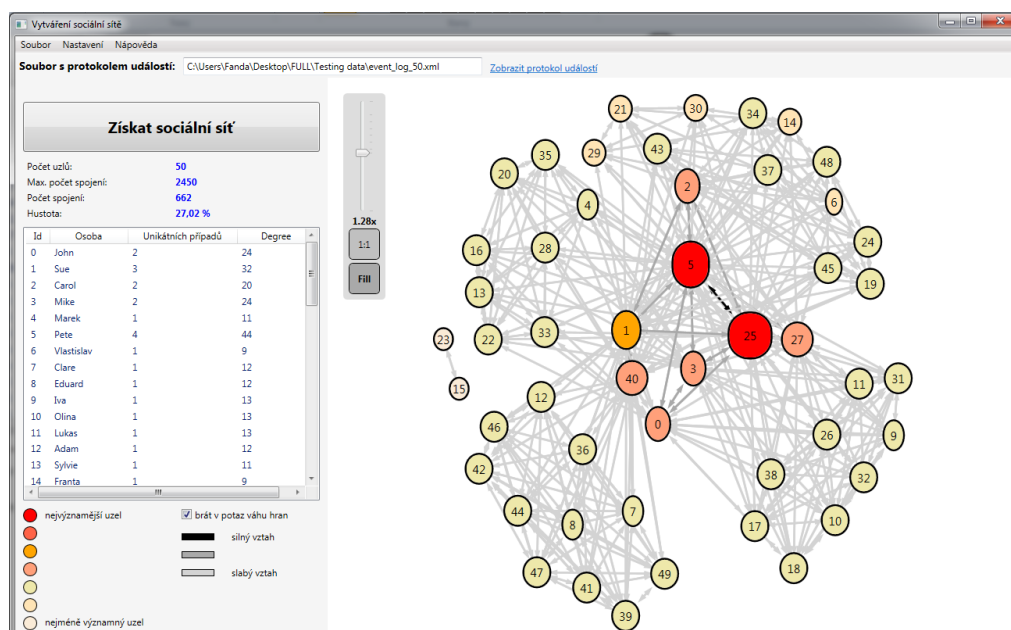 Vytváření sociální sítě
Soubor Nastavení Nápověda
Soubor s protokolem událostí: C:\Users\Fanda\Desktop\FULL\Testing data\event_log_50.xml Zobrazit protokol událostí
Získat sociální síť
Počet uzlů: 50
Max. počet spojení: 2450
Počet spojení: 662
Hustota: 27,02 %
Id Osoba Unikátních případů Degree
0 John 2 24
1 Sue 3 32
2 Carol 2 20
3 Mike 2 24
4 Marek 1 11
5 Pete 4 44
6 Vlastislav 1 9
7 Clare 1 12
8 Eduard 1 12
9 Iva 1 13
10 Olina 1 13
11 Lukas 1 13
12 Adam 1 12
13 Sylvie 1 11
14 Franta 1 9
nejvýznamější uzel
brát v potaz váhu hran
silný vztah
slabý vztah
nejméně významný uzel
1.28x
1:1
Fill
21
30
34
14
29
43
35
37
48
20
2
4
6
16
28
24
5
45
19
13
1
33
22
25
27
23
3
40
15
31
11
12
0
46
26
9
36
42
38
32
44
7
8
17
10
47
49
18
41
39